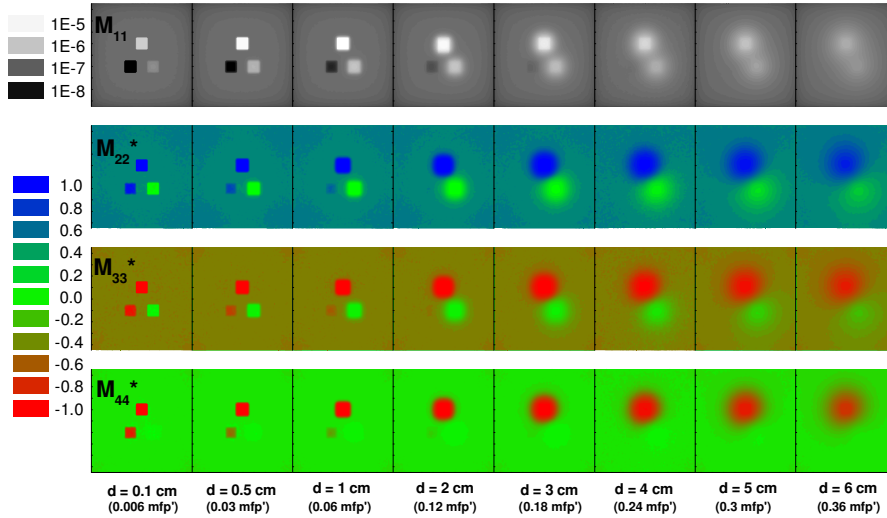 M11
1E-5
1E-6
1E-7
1E-8
M22*
1.0
0.8
0.6
0.4
0.2
0.0
-0.2
-0.4
-0.6
-0.8
-1.0
M33*
M44*
d = 0.1 cm d = 0.5 cm d = 1 cm d = 2 cm d = 3 cm d = 4 cm d = 5 cm d = 6 cm
(0.006 mfp') (0.03 mfp') (0.06 mfp') (0.12 mfp') (0.18 mfp') (0.24 mfp') (0.3 mfp') (0.36 mfp')